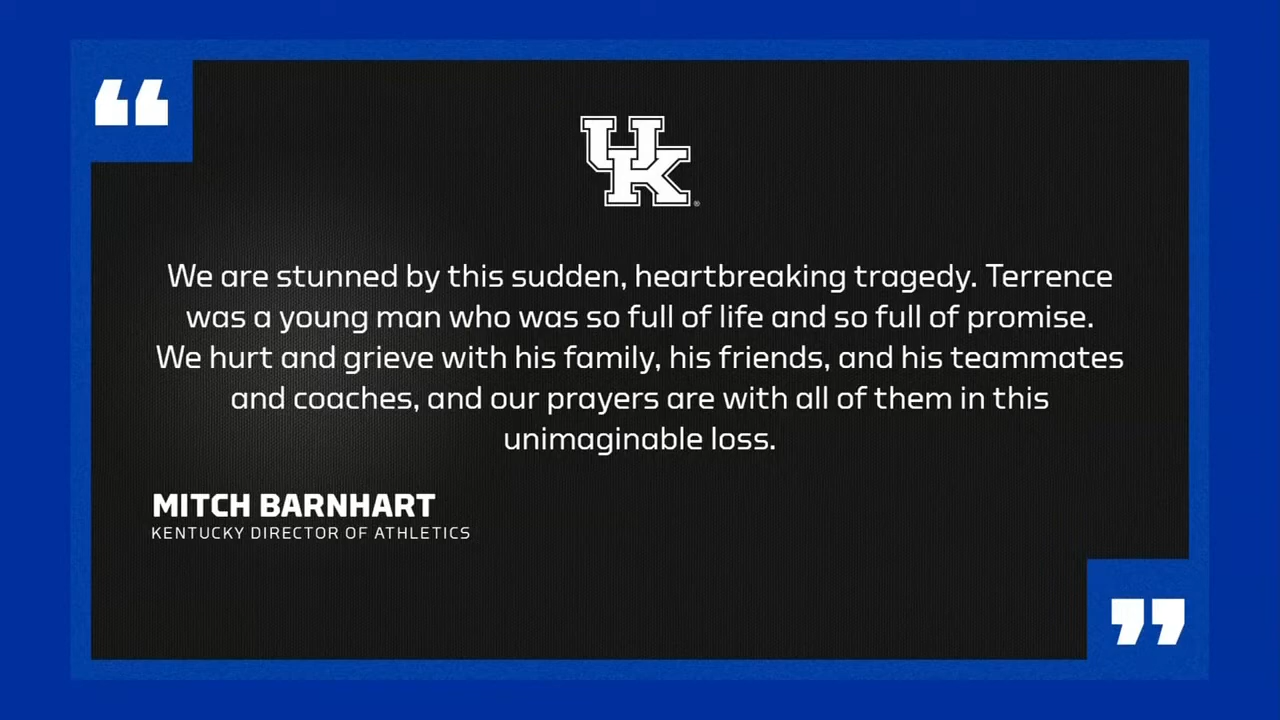 “
UK
We are stunned by this sudden, heartbreaking tragedy. Terrence
was a young man who was so full of life and so full of promise.
We hurt and grieve with his family, his friends, and his teammates
and coaches, and our prayers are with all of them in this
unimaginable loss.
MITCH BARNHART
KENTUCKY DIRECTOR OF ATHLETICS
”